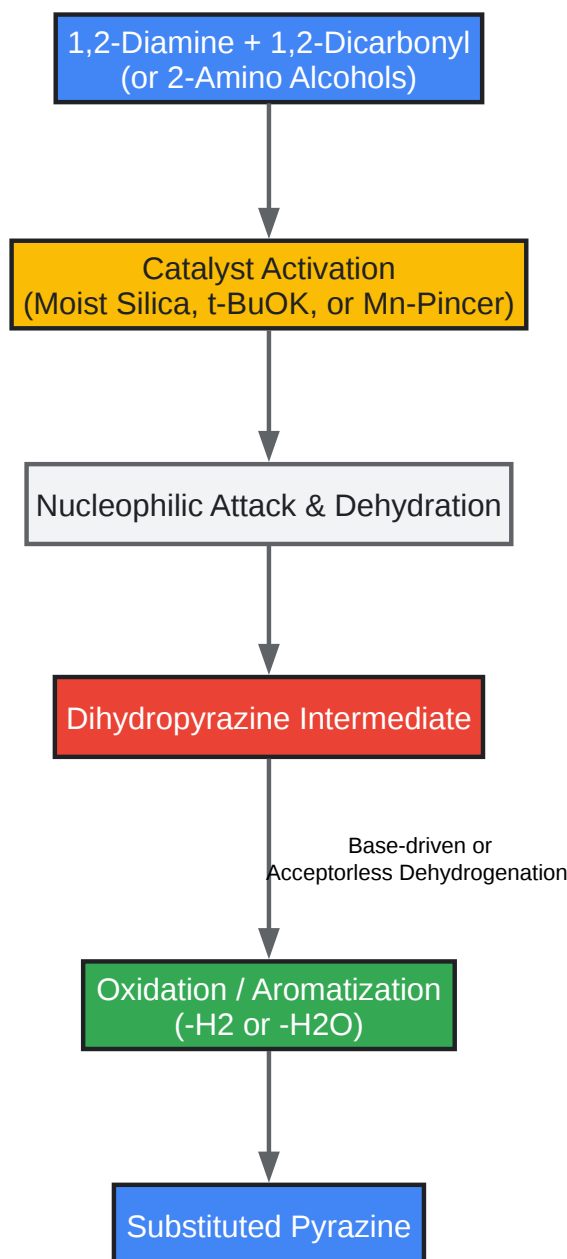 1,2-Diamine + 1,2-Dicarbonyl
(or 2-Amino Alcohols)
Catalyst Activation
(Moist Silica, t-BuOK, or Mn-Pincer)
Nucleophilic Attack & Dehydration
Dihydropyrazine Intermediate
Base-driven or
Acceptorless Dehydrogenation
Oxidation / Aromatization
(-H2 or -H2O)
Substituted Pyrazine